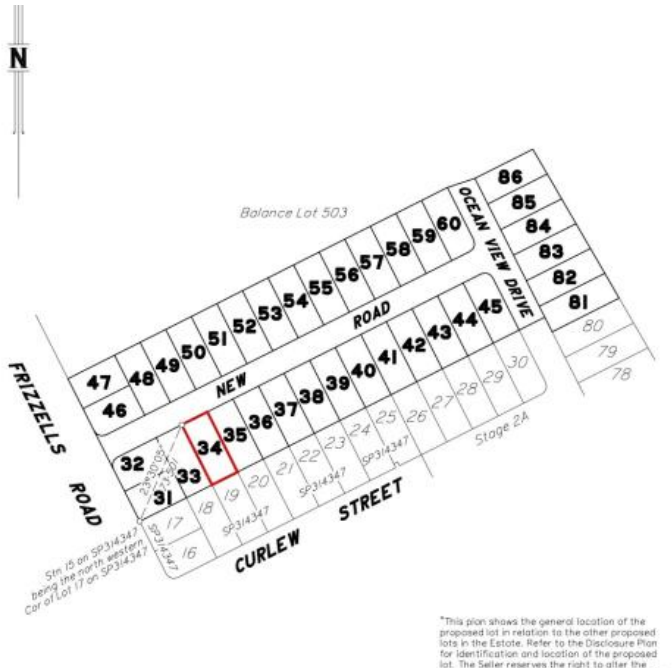 N
Balance Lot 503
OCEAN VIEW DRIVE
86
85
84
83
82
81
80
79
78
60
59
58
57
56
55
54
53
52
51
50
49
48
47
46
NEW ROAD
45
44
43
42
41
40
39
38
37
36
35
34
33
32
31
23°30'05"
FRIZZELLS ROAD
30
29
28
27
26
25
24
23
22
21
20
19
18
17
16
SP314347
SP314347
SP314347
SP314347
Stage 2A
CURLEW STREET
Stn 15 on SP314347
being the north western
Cor of Lot 17 on SP314347
*This plan shows the general location of the
proposed lot in relation to the other proposed
lots in the Estate. Refer to the Disclosure Plan
for identification and location of the proposed
lot. The Seller reserves the right to alter the